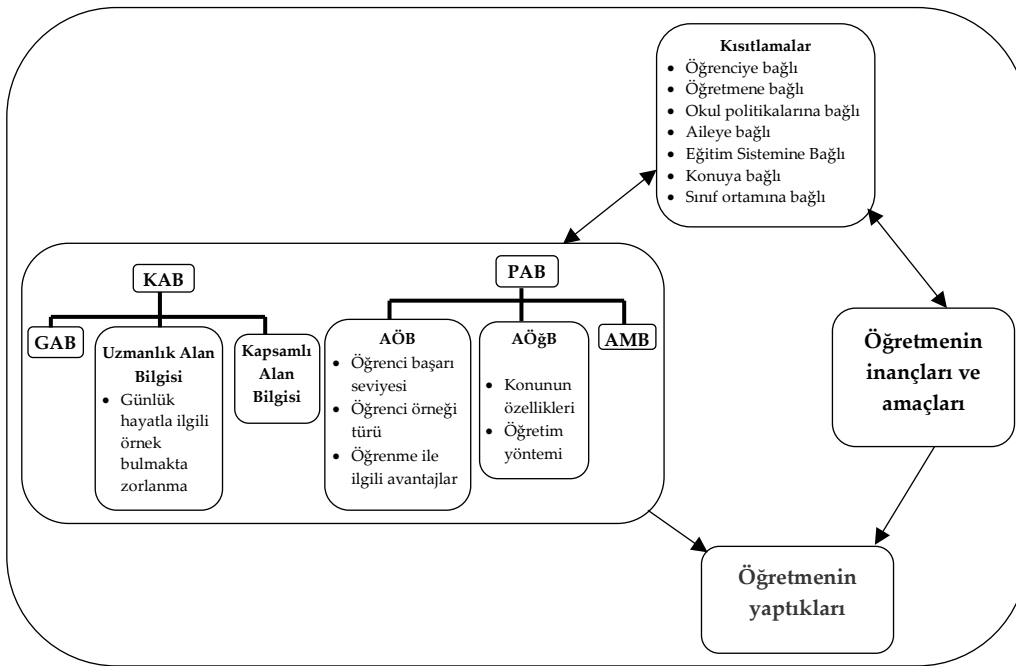 Kısıtlamalar
• Öğrenciye bağlı
• Öğretmene bağlı
• Okul politikalarına bağlı
• Aileye bağlı
• Eğitim Sistemine Bağlı
• Konuya bağlı
• Sınıf ortamına bağlı
KAB
PAB
GAB
Uzmanlık Alan
Bilgisi
• Günlük
hayatla ilgili
örnek
bulmakta
zorlanma
Kapsamlı
Alan
Bilgisi
AÖB
• Öğrenci başarı
seviyesi
• Öğrenci örneği
türü
• Öğrenme ile
ilgili avantajlar
AÖğB
• Konunun
özellikleri
• Öğretim
yöntemi
AMB
Öğretmenin
inançları ve
amaçları
Öğretmenin
yaptıkları